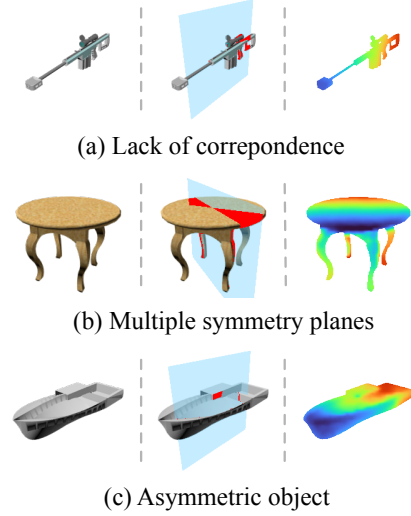 (a) Lack of correpondence
(b) Multiple symmetry planes
(c) Asymmetric object